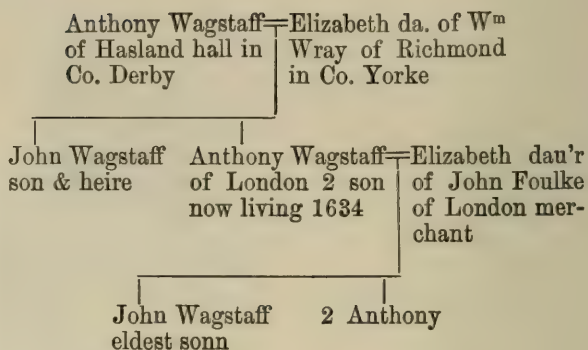 Anthony Wagstaff=Elizabeth da. of Wᵐ
of Hasland hall in Wray of Richmond
Co. Derby in Co. Yorke
John Wagstaff Anthony Wagstaff=Elizabeth dau'r
son & heire of London 2 son of John Foulke
now living 1634 of London mer-
chant
John Wagstaff 2 Anthony
eldest sonn